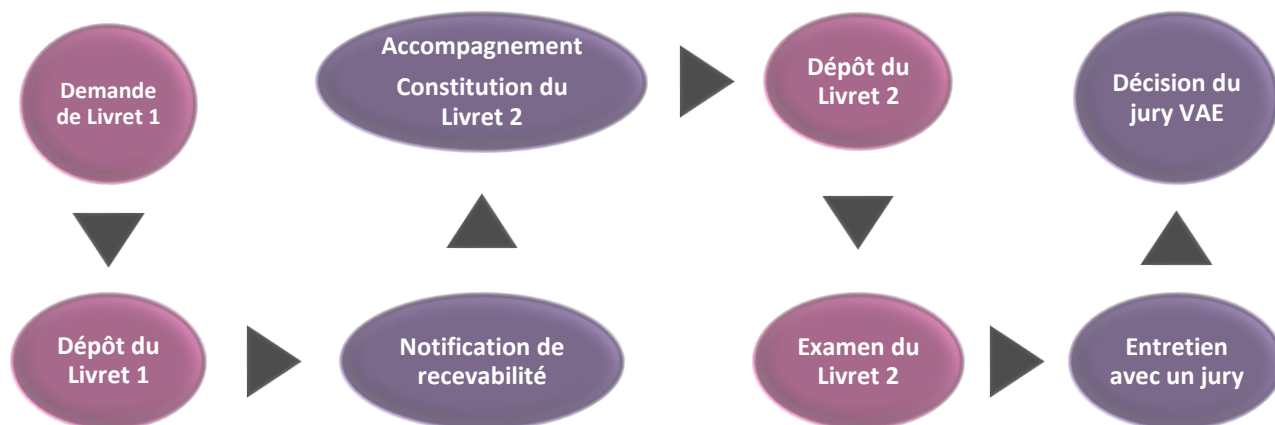 Demande
de Livret 1
Dépôt du
Livret 1
Notification de
recevabilité
Accompagnement
Constitution du
Livret 2
Dépôt du
Livret 2
Examen du
Livret 2
Entretien
avec un jury
Décision du
jury VAE